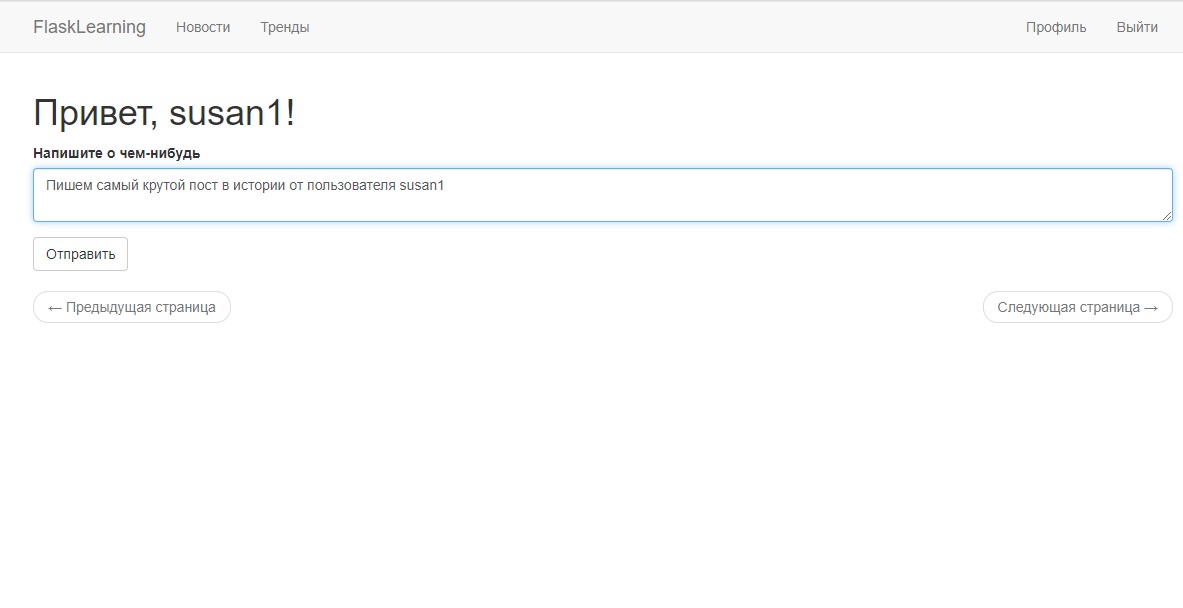 FlaskLearning Новости Тренды Профиль Выйти
Привет, susan1!
Напишите о чем-нибудь
Пишем самый крутой пост в истории от пользователя susan1
Отправить
← Предыдущая страница Следующая страница →